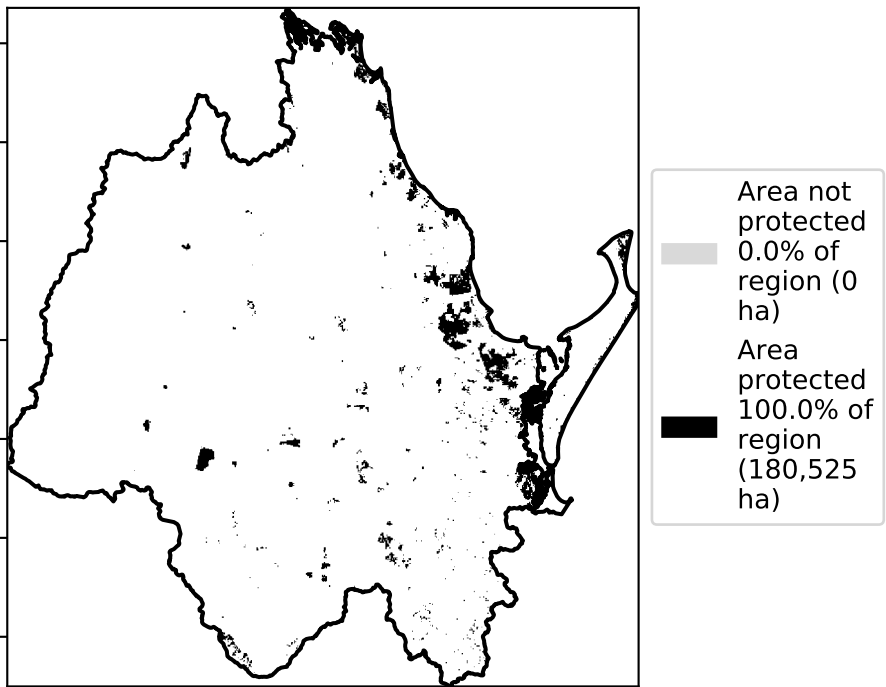 Area not
protected
0.0% of
region (0
ha)
Area
protected
100.0% of
region
(180,525
ha)